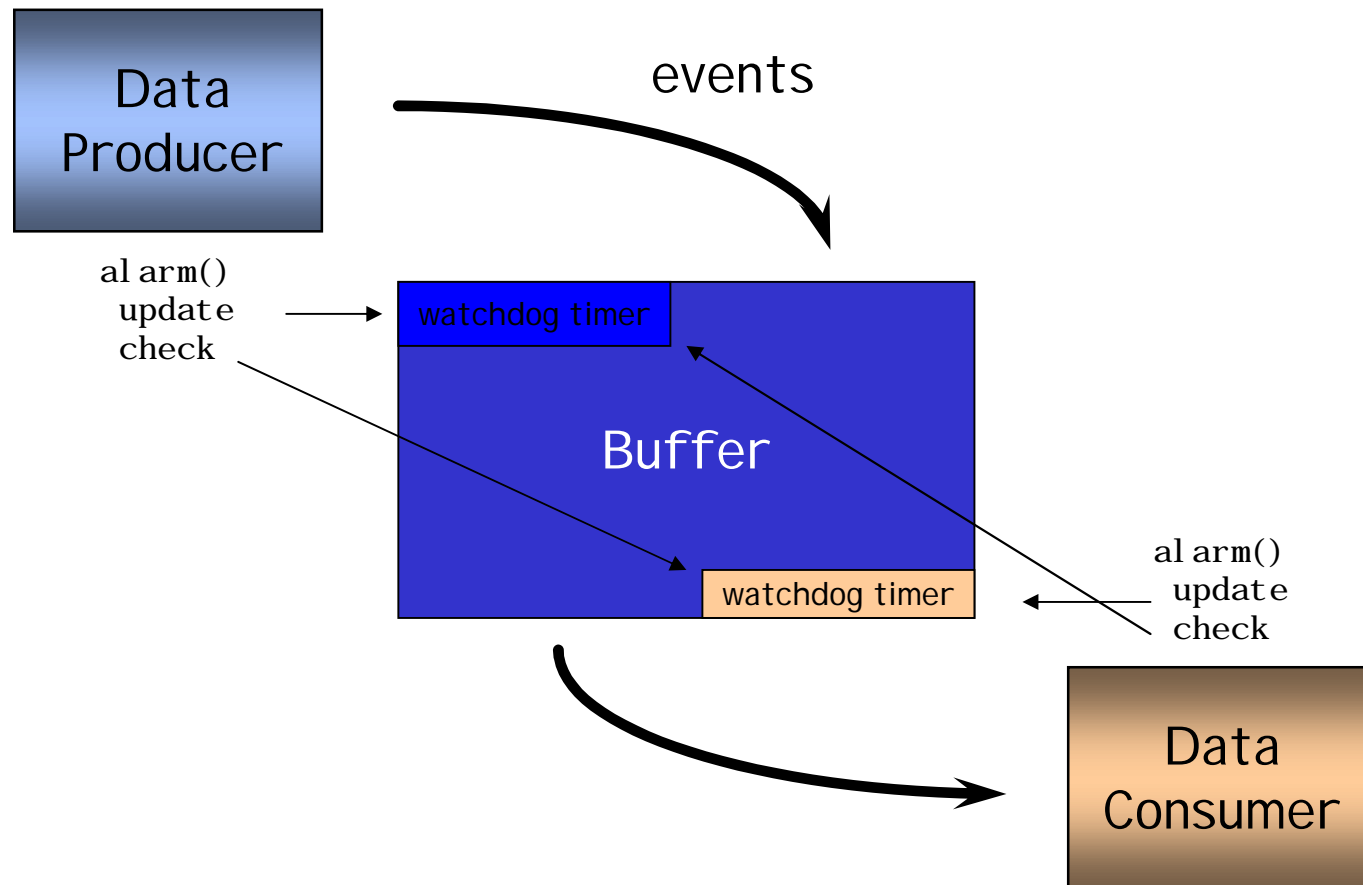 Data
Producer
events
alarm()
update
check
watchdog timer
Buffer
watchdog timer
alarm()
update
check
Data
Consumer